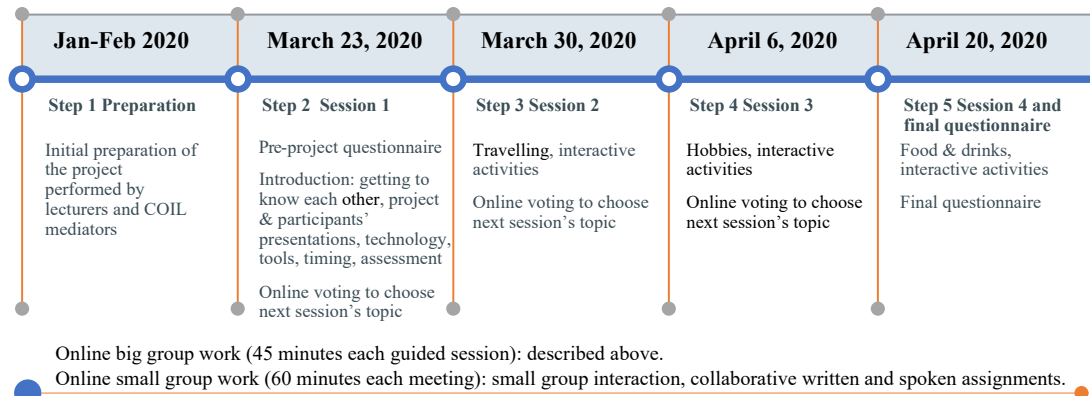 Jan-Feb 2020
March 23, 2020
March 30, 2020
April 6, 2020
April 20, 2020
Step 1 Preparation
Initial preparation of
the project
performed by
lecturers and COIL
mediators
Step 2  Session 1
Pre-project questionnaire
Introduction: getting to
know each other, project
& participants’
presentations, technology,
tools, timing, assessment
Online voting to choose
next session’s topic
Step 3 Session 2
Travelling, interactive
activities
Online voting to choose
next session’s topic
Step 4 Session 3
Hobbies, interactive
activities
Online voting to choose
next session’s topic
Step 5 Session 4 and
final questionnaire
Food & drinks,
interactive activities
Final questionnaire
Online big group work (45 minutes each guided session): described above.
Online small group work (60 minutes each meeting): small group interaction, collaborative written and spoken assignments.